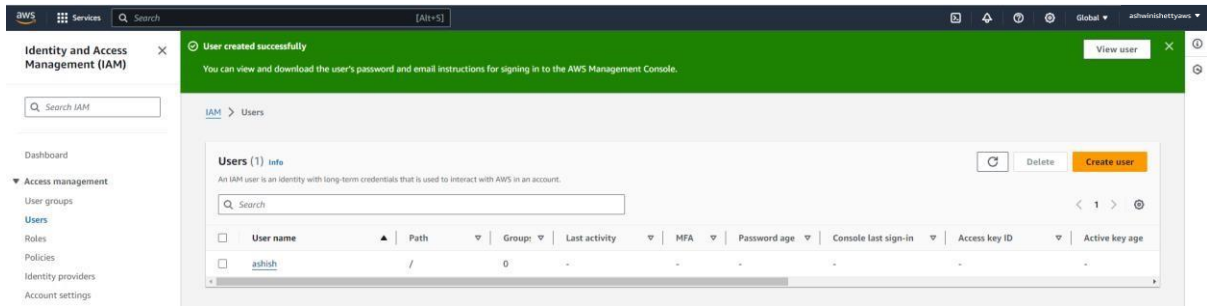 aws Services Search [Alt+S] Global ▼ ashwinishettyaws ▼
Identity and Access Management (IAM)
Search IAM
Dashboard
Access management
User groups
Users
Roles
Policies
Identity providers
Account settings
User created successfully
You can view and download the user's password and email instructions for signing in to the AWS Management Console.
View user
IAM > Users
Users (1) Info
An IAM user is an identity with long-term credentials that is used to interact with AWS in an account.
Delete Create user
Search
< 1 >
User name Path Group: Last activity MFA Password age Console last sign-in Access key ID Active key age
ashish / 0 - - - - - -